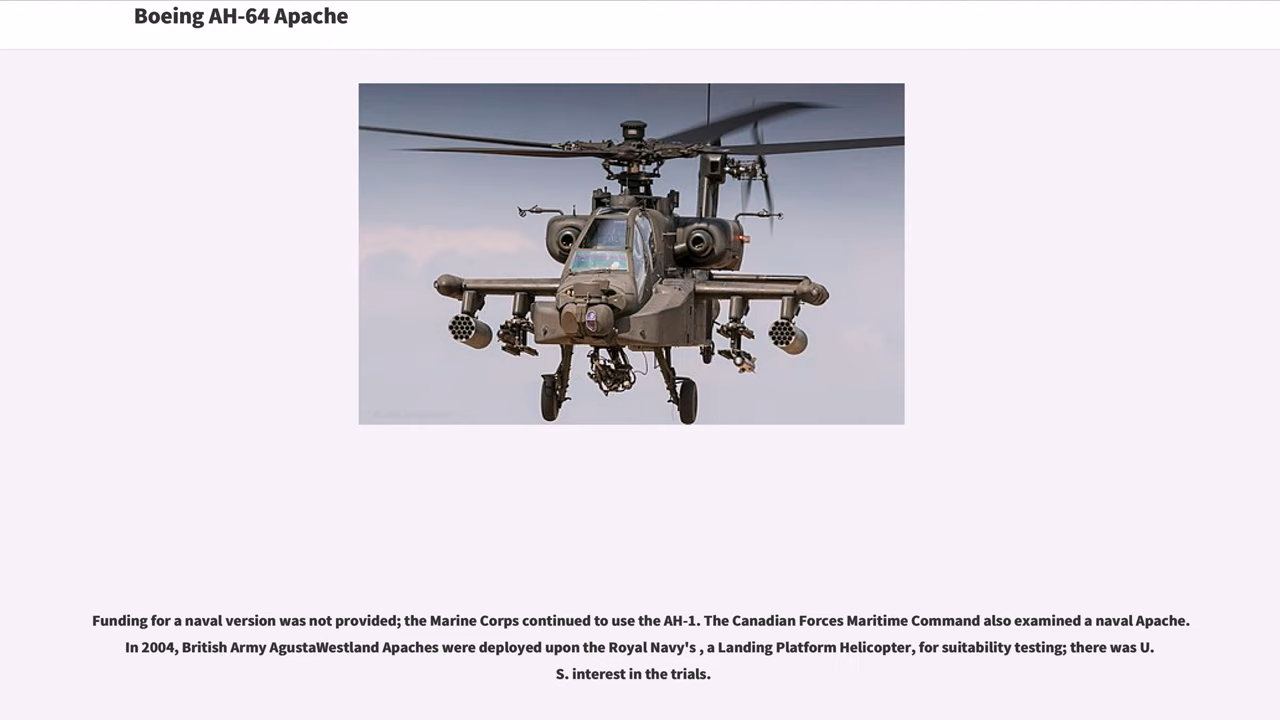 Boeing AH-64 Apache
Funding for a naval version was not provided; the Marine Corps continued to use the AH-1. The Canadian Forces Maritime Command also examined a naval Apache.
In 2004, British Army AgustaWestland Apaches were deployed upon the Royal Navy's , a Landing Platform Helicopter, for suitability testing; there was U.
S. interest in the trials.